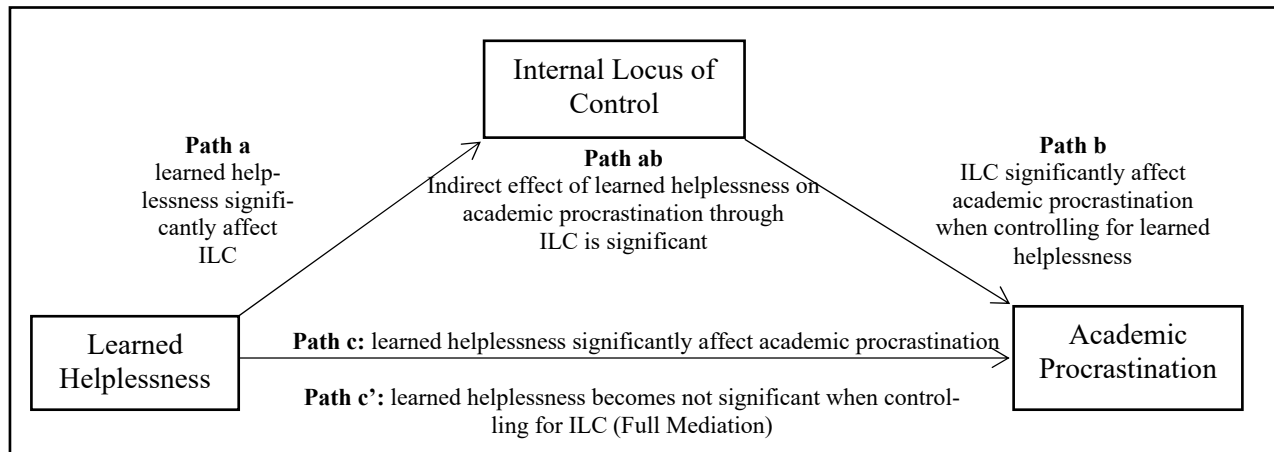 Internal Locus of
Control
Path a
learned help-
lessness signifi-
cantly affect
ILC
Path ab
Indirect effect of learned helplessness on
academic procrastination through
ILC is significant
Path b
ILC significantly affect
academic procrastination
when controlling for learned
helplessness
Learned
Helplessness
Path c: learned helplessness significantly affect academic procrastination
Path c’: learned helplessness becomes not significant when control-
ling for ILC (Full Mediation)
Academic
Procrastination